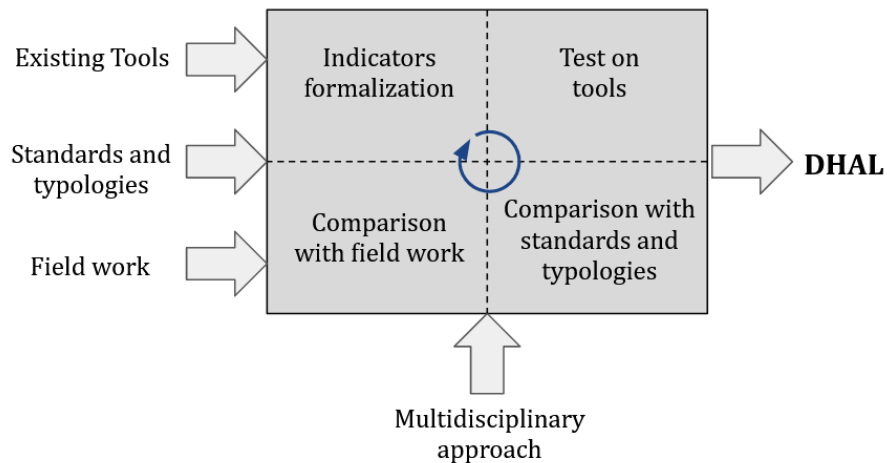 Existing Tools
Standards and
typologies
Field work
Indicators
formalization
Test on
tools
Comparison
with field work
Comparison with
standards and
typologies
DHAL
Multidisciplinary
approach